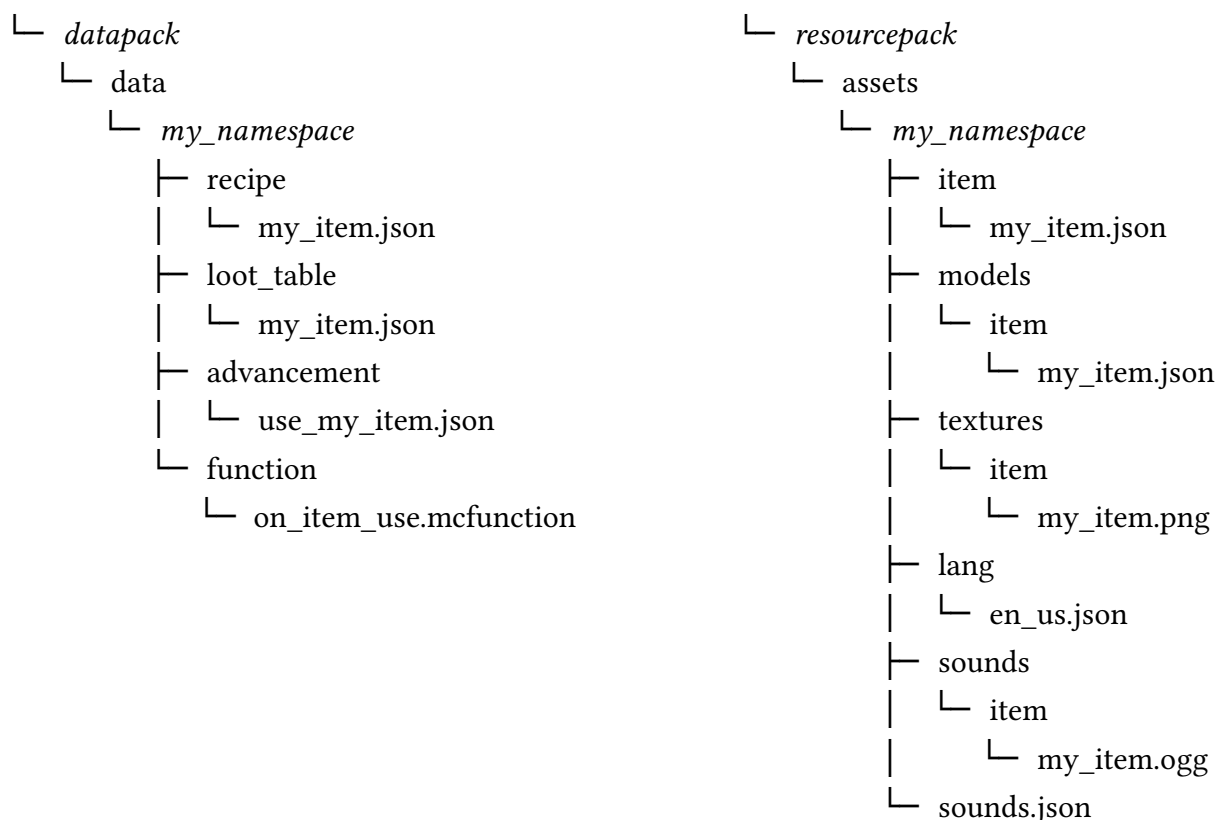 datapack
data
my_namespace
recipe
my_item.json
loot_table
my_item.json
advancement
use_my_item.json
function
on_item_use.mcfunction
resourcepack
assets
my_namespace
item
my_item.json
models
item
my_item.json
textures
item
my_item.png
lang
en_us.json
sounds
item
my_item.ogg
sounds.json